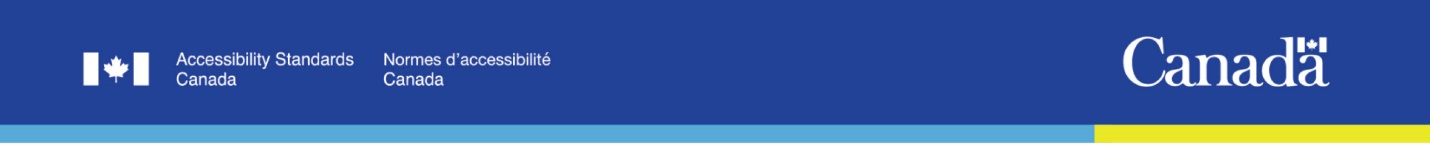 Accessibility Standards
Canada
Normes d'accessibilité
Canada
Canada